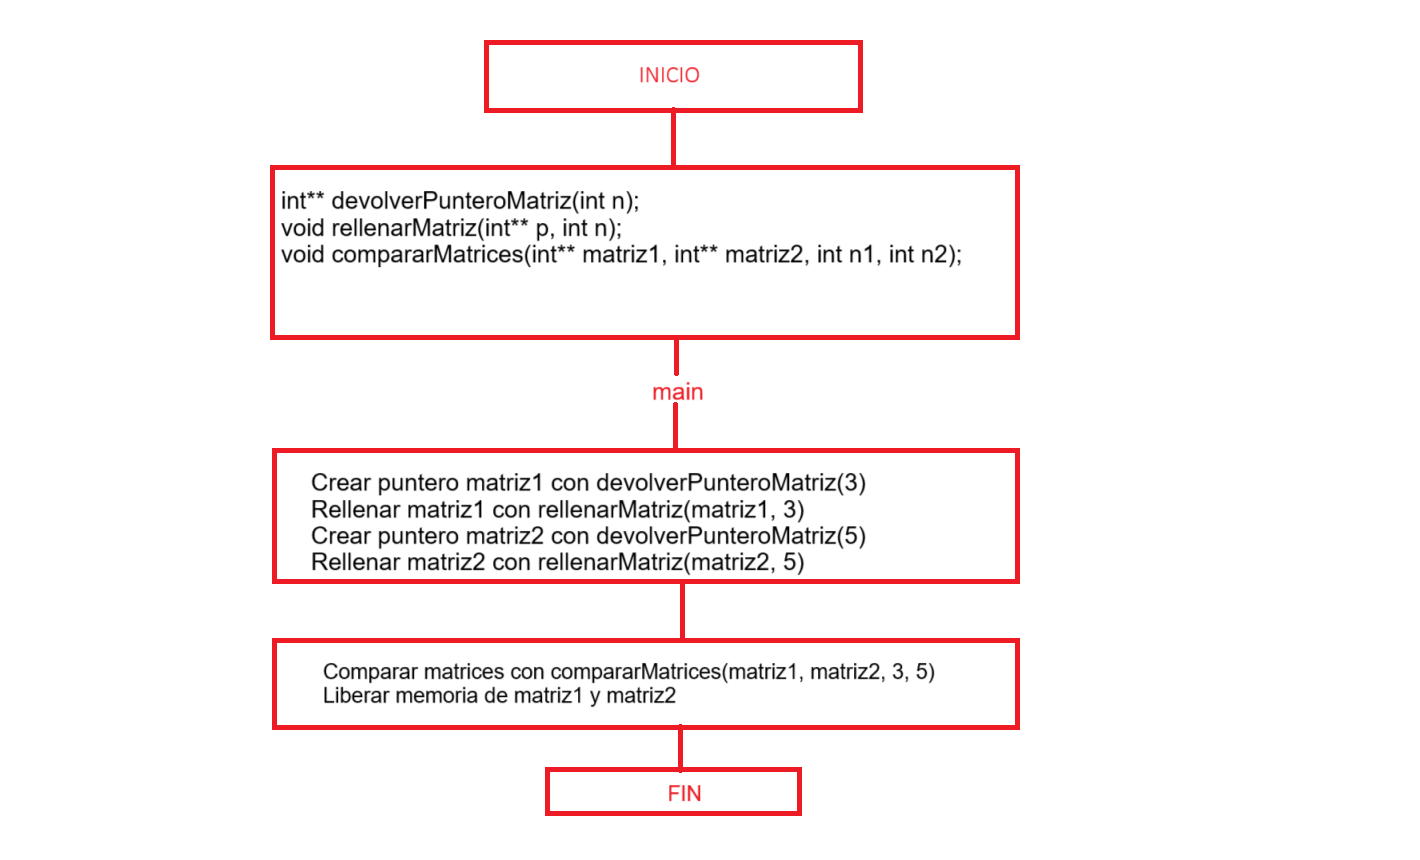 INICIO
int** devolverPunteroMatriz(int n);
void rellenarMatriz(int** p, int n);
void compararMatrices(int** matriz1, int** matriz2, int n1, int n2);
main
Crear puntero matriz1 con devolverPunteroMatriz(3)
Rellenar matriz1 con rellenarMatriz(matriz1, 3)
Crear puntero matriz2 con devolverPunteroMatriz(5)
Rellenar matriz2 con rellenarMatriz(matriz2, 5)
Comparar matrices con compararMatrices(matriz1, matriz2, 3, 5)
Liberar memoria de matriz1 y matriz2
FIN